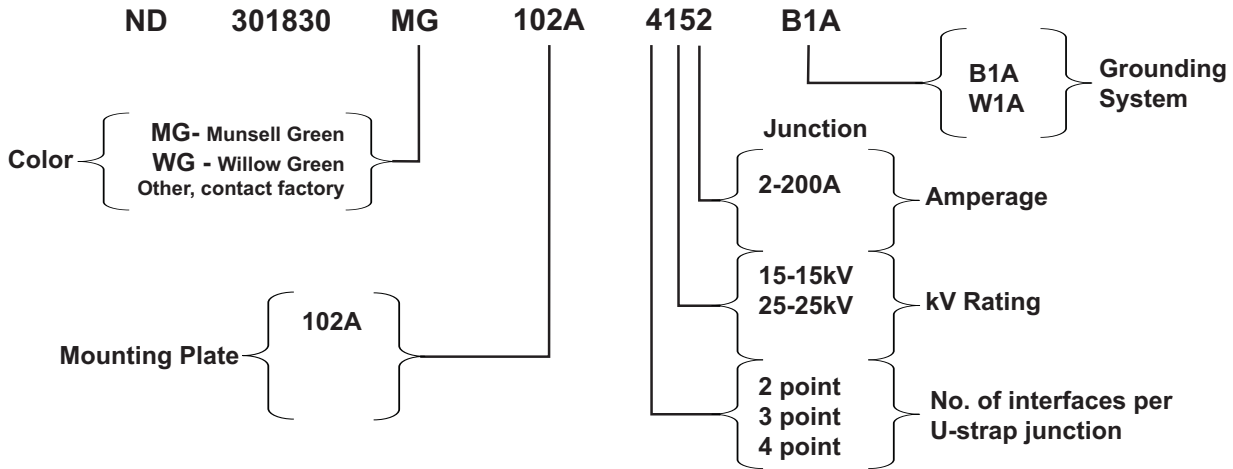 ND 301830 MG 102A 4152 B1A
B1A
W1A
Grounding
System
Color
MG- Munsell Green
WG - Willow Green
Other, contact factory
Junction
2-200A
Amperage
15-15kV
25-25kV
kV Rating
Mounting Plate
102A
2 point
3 point
4 point
No. of interfaces per
U-strap junction